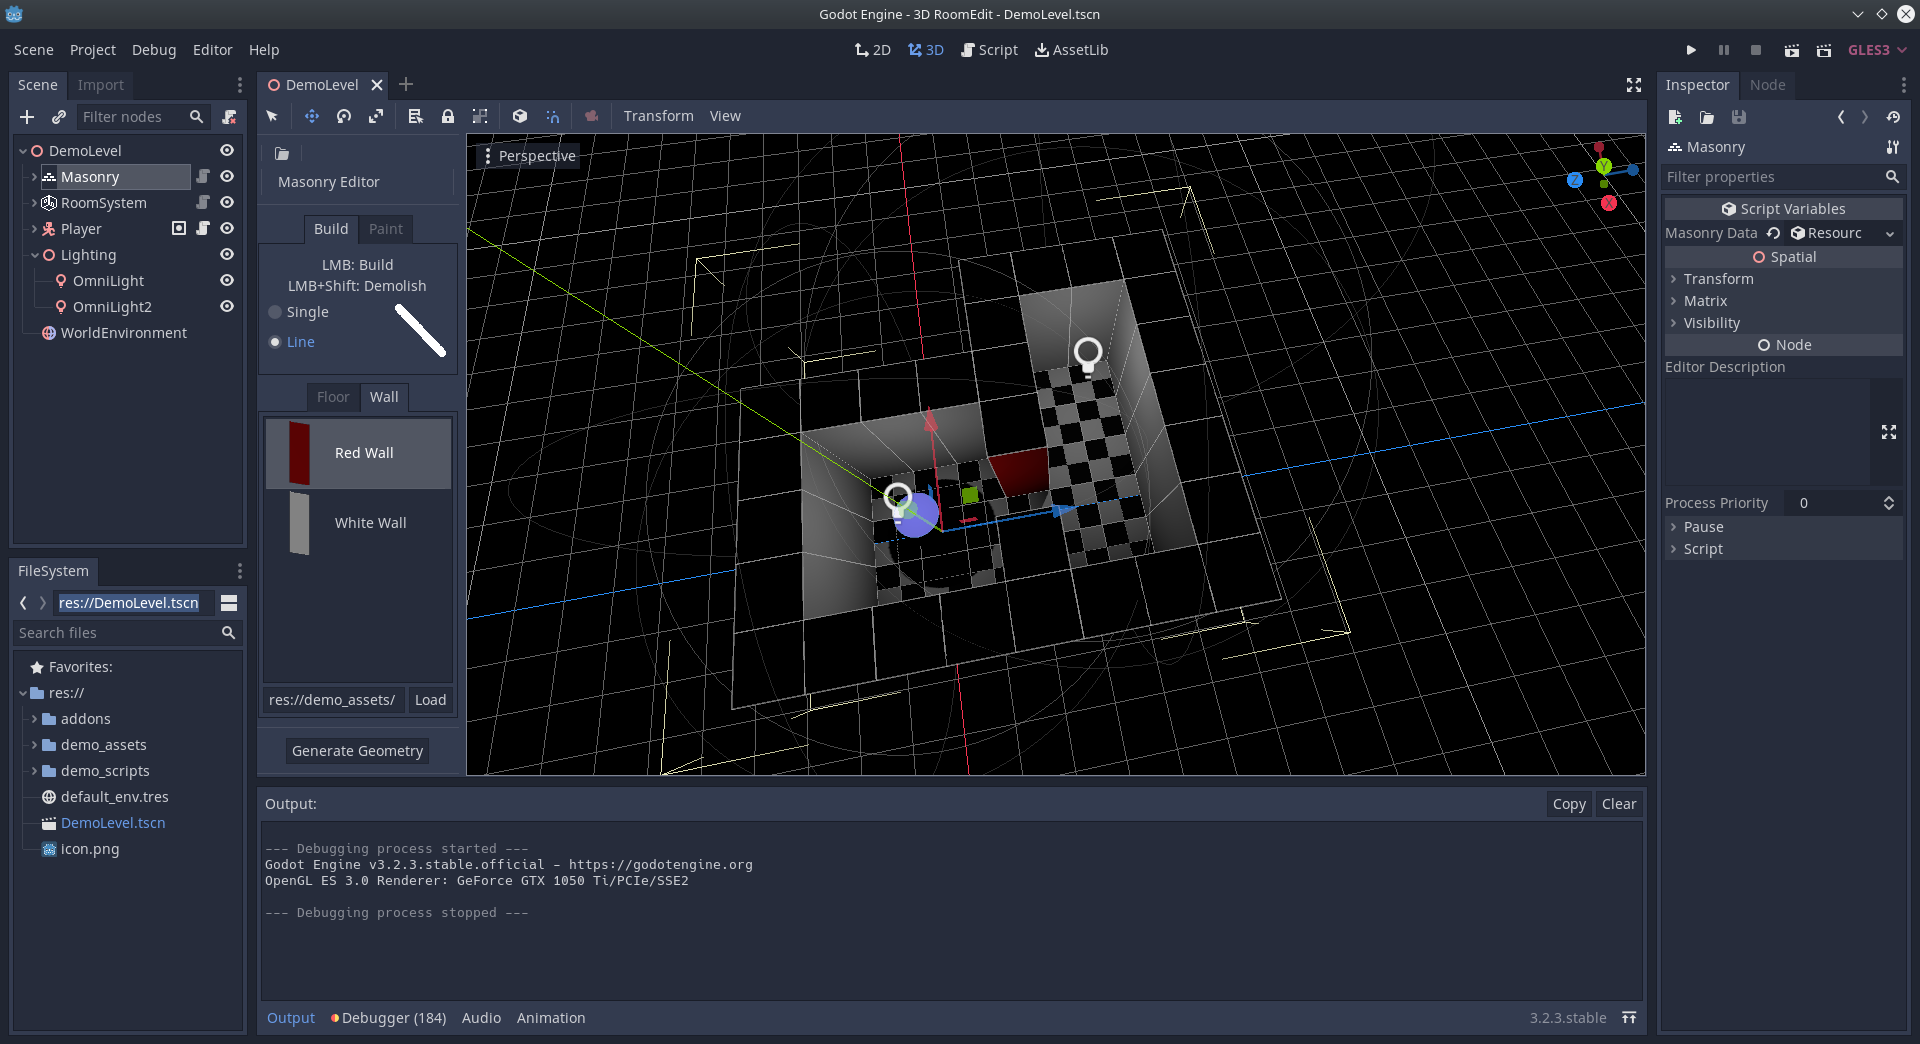 Godot Engine - 3D RoomEdit - DemoLevel.tscn
Scene Project Debug Editor Help
2D 3D Script AssetLib
GLES3
Scene Import
Filter nodes
DemoLevel
Masonry
RoomSystem
Player
Lighting
OmniLight
OmniLight2
WorldEnvironment
FileSystem
res://DemoLevel.tscn
Search files
Favorites:
res://
addons
demo_assets
demo_scripts
default_env.tres
DemoLevel.tscn
icon.png
DemoLevel
Transform View
Masonry Editor
Build Paint
LMB: Build
LMB+Shift: Demolish
Single
Line
Floor Wall
Red Wall
White Wall
res://demo_assets/ Load
Generate Geometry
Perspective
Y
Z
X
Output:
Copy Clear
--- Debugging process started ---
Godot Engine v3.2.3.stable.official - https://godotengine.org
OpenGL ES 3.0 Renderer: GeForce GTX 1050 Ti/PCIe/SSE2
--- Debugging process stopped ---
Output Debugger (184) Audio Animation
3.2.3.stable
Inspector Node
Masonry
Filter properties
Script Variables
Masonry Data Resourc
Spatial
Transform
Matrix
Visibility
Node
Editor Description
Process Priority 0
Pause
Script